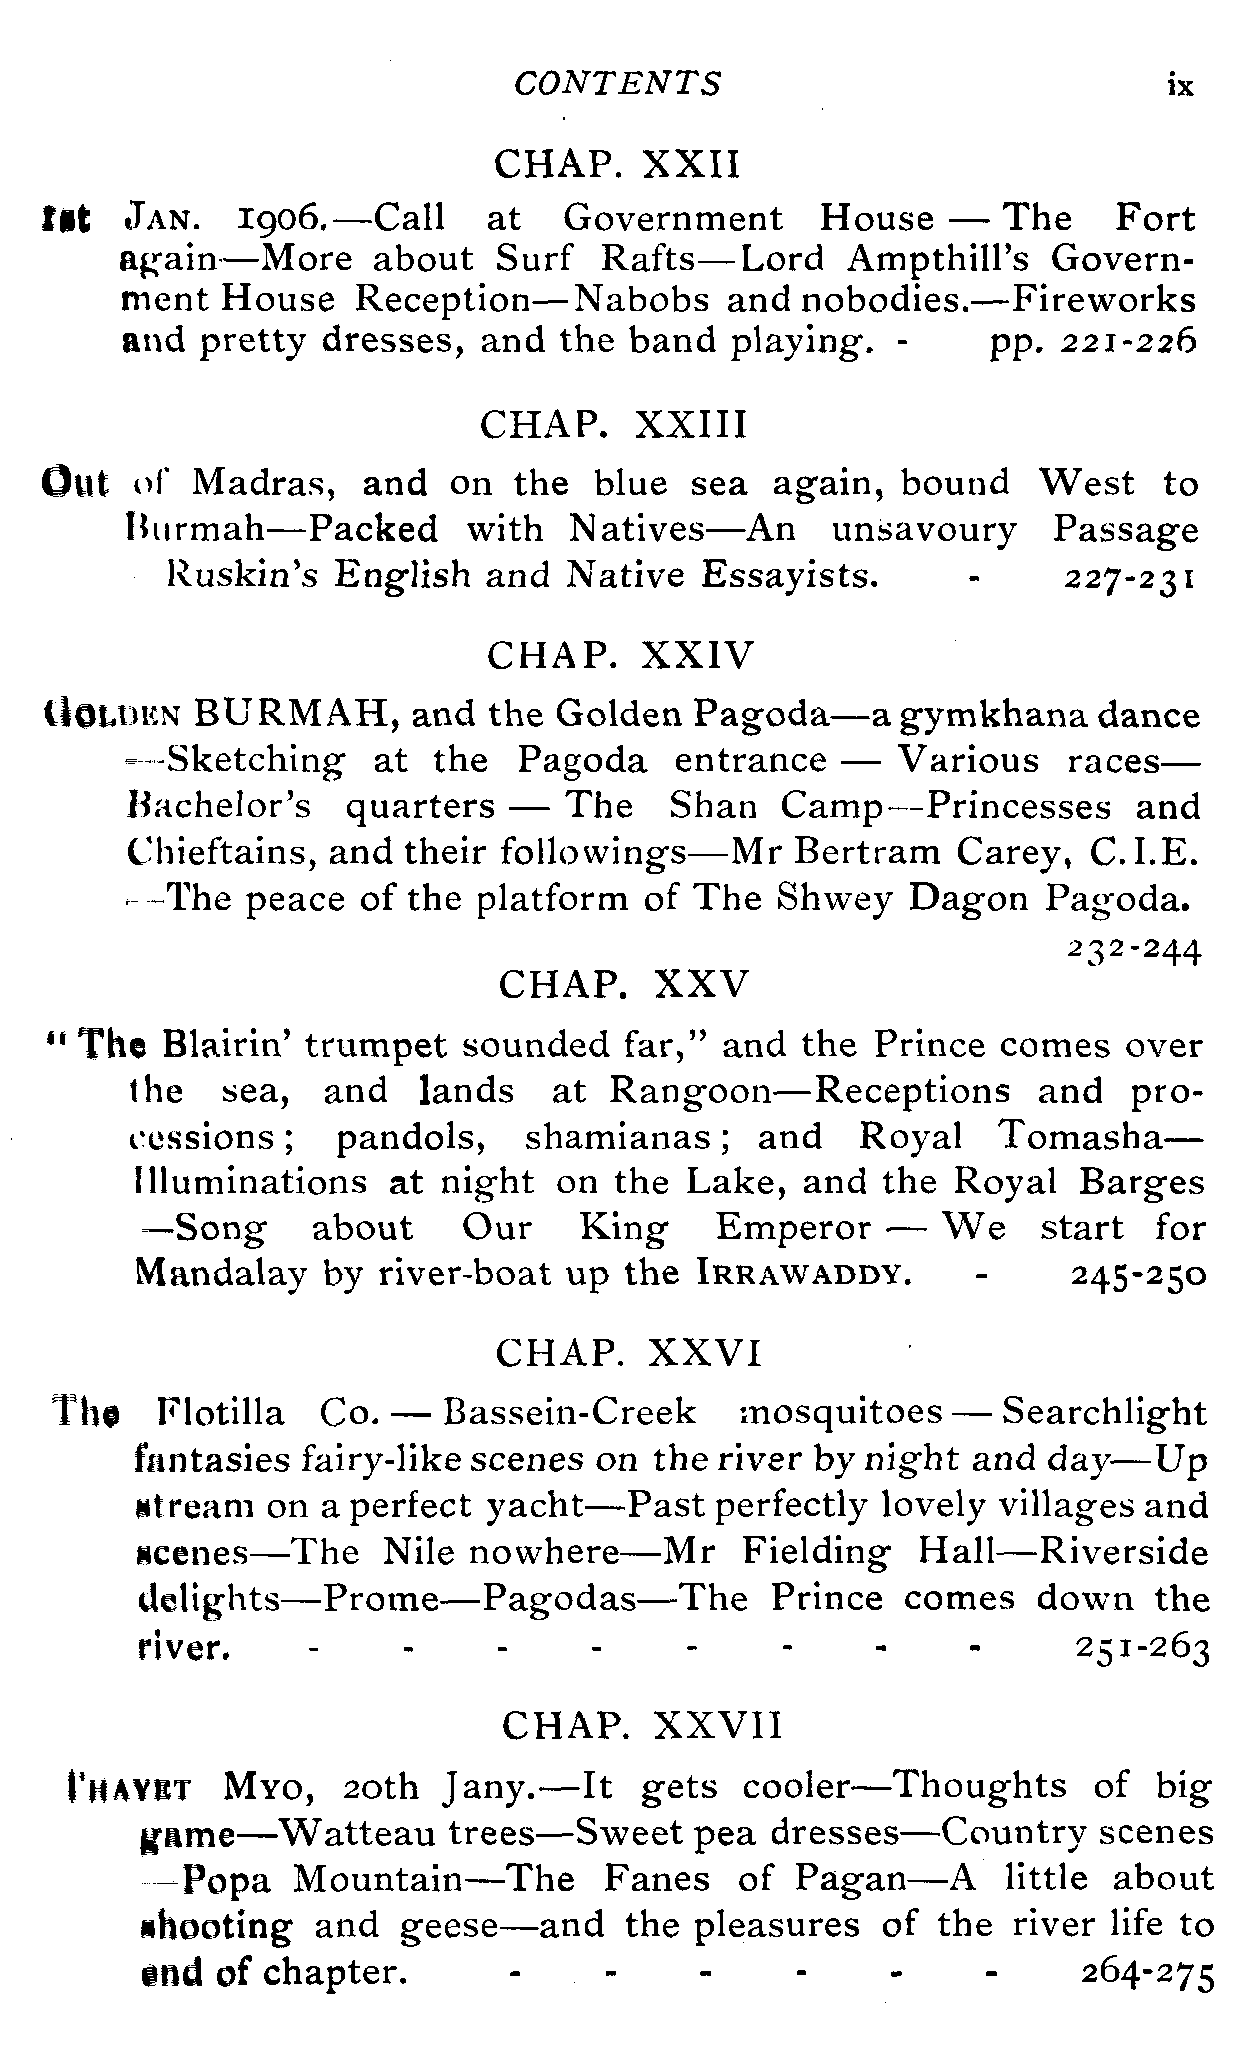 CONTENTS ix
CHAP. XXII
1st JAN. 1906.—Call at Government House — The Fort
again—More about Surf Rafts—Lord Ampthill's Govern-
ment House Reception—Nabobs and nobodies.—Fireworks
and pretty dresses, and the band playing. - pp. 221-226
CHAP. XXIII
Out of Madras, and on the blue sea again, bound West to
Burmah—Packed with Natives—An unsavoury Passage
Ruskin's English and Native Essayists. - 227-231
CHAP. XXIV
GOLDEN BURMAH, and the Golden Pagoda—a gymkhana dance
—Sketching at the Pagoda entrance — Various races—
Bachelor's quarters — The Shan Camp—Princesses and
Chieftains, and their followings—Mr Bertram Carey, C.I.E.
—The peace of the platform of The Shwey Dagon Pagoda.
232-244
CHAP. XXV
"The Blairin' trumpet sounded far," and the Prince comes over
the sea, and lands at Rangoon—Receptions and pro-
cessions; pandols, shamianas; and Royal Tomasha—
Illuminations at night on the Lake, and the Royal Barges
—Song about Our King Emperor — We start for
Mandalay by river-boat up the IRRAWADDY. - 245-250
CHAP. XXVI
The Flotilla Co. — Bassein-Creek mosquitoes — Searchlight
fantasies fairy-like scenes on the river by night and day—Up
stream on a perfect yacht—Past perfectly lovely villages and
scenes—The Nile nowhere—Mr Fielding Hall—Riverside
delights—Prome—Pagodas—The Prince comes down the
river. - - - - - - - - 251-263
CHAP. XXVII
THAYET MYO, 20th Jany.—It gets cooler—Thoughts of big
game—Watteau trees—Sweet pea dresses—Country scenes
—Popa Mountain—The Fanes of Pagan—A little about
shooting and geese—and the pleasures of the river life to
end of chapter. - - - - - - 264-275